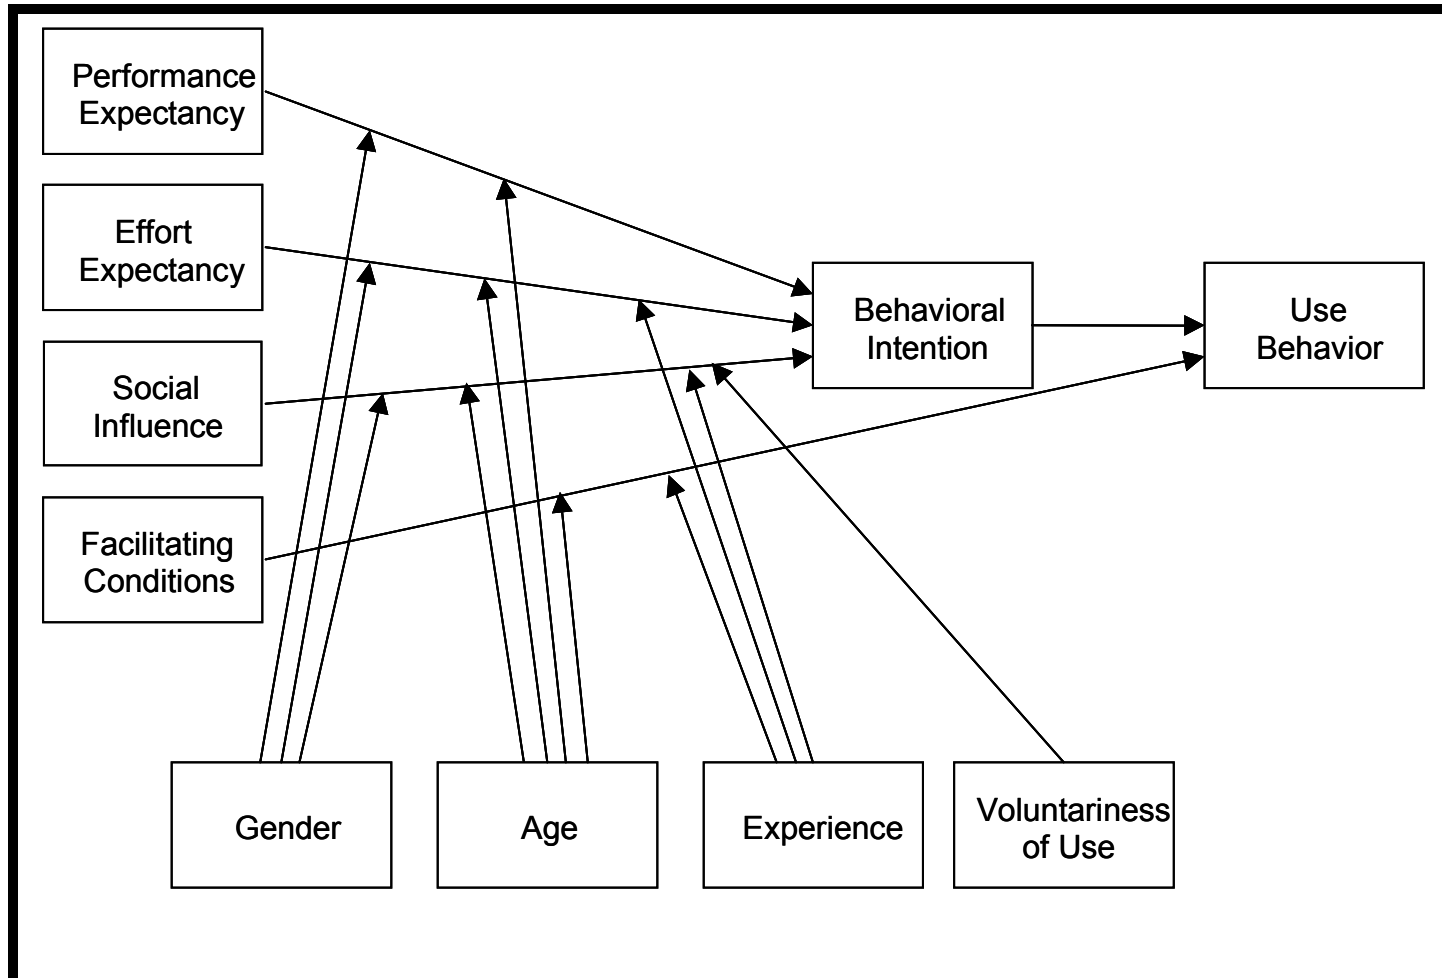 Performance
Expectancy
Effort
Expectancy
Social
Influence
Facilitating
Conditions
Behavioral
Intention
Use
Behavior
Gender
Age
Experience
Voluntariness
of Use